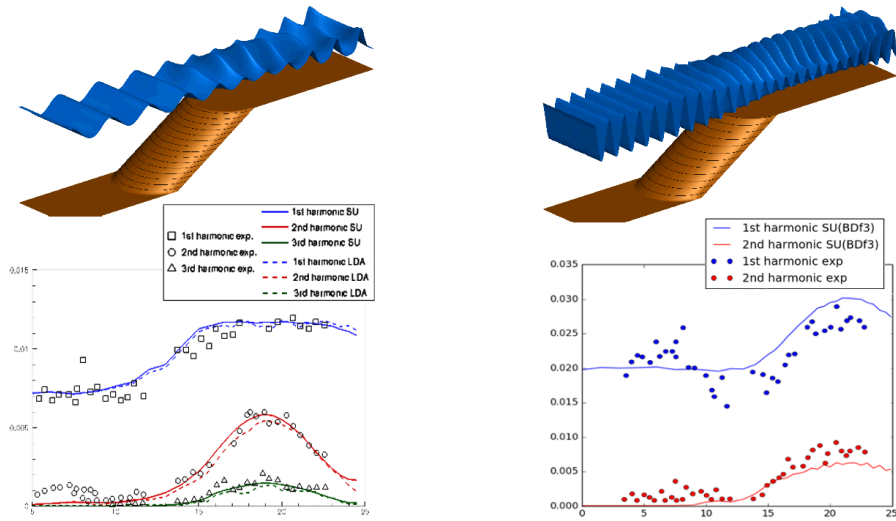 1st harmonic SU
2nd harmonic SU
3rd harmonic SU
1st harmonic exp.
2nd harmonic exp.
3rd harmonic exp.
1st harmonic LDA
2nd harmonic LDA
3rd harmonic LDA
0.015
0.01
0.005
0
5
10
15
20
25
1st harmonic SU(BDf3)
2nd harmonic SU(BDf3)
1st harmonic exp
2nd harmonic exp
0.035
0.030
0.025
0.020
0.015
0.010
0.005
0.000
0
5
10
15
20
25